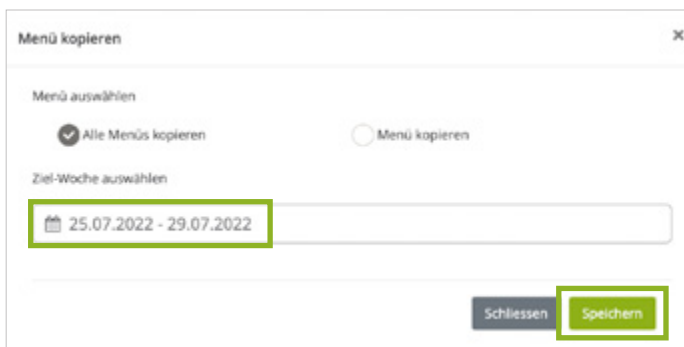 Menü kopieren
×
Menü auswählen
Alle Menüs kopieren
Menü kopieren
Ziel-Woche auswählen
25.07.2022 - 29.07.2022
Schliessen
Speichern